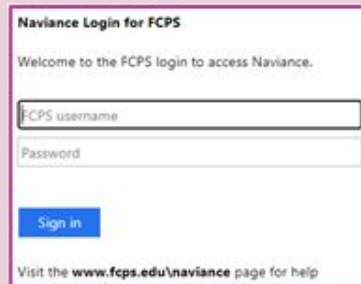 Naviance Login for FCPS
Welcome to the FCPS login to access Naviance.
FCPS username
Password
Sign in
Visit the www.fcps.edu\naviance page for help